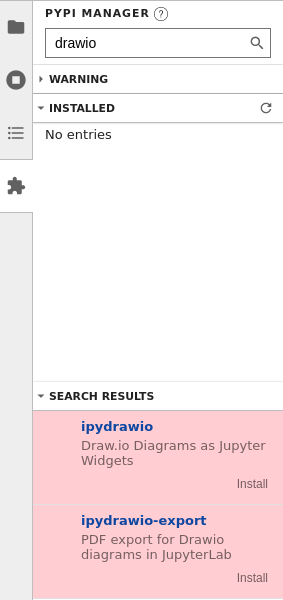 PYPI MANAGER ?
drawio
WARNING
INSTALLED
No entries
SEARCH RESULTS
ipydrawio
Draw.io Diagrams as Jupyter
Widgets
Install
ipydrawio-export
PDF export for Drawio
diagrams in JupyterLab
Install